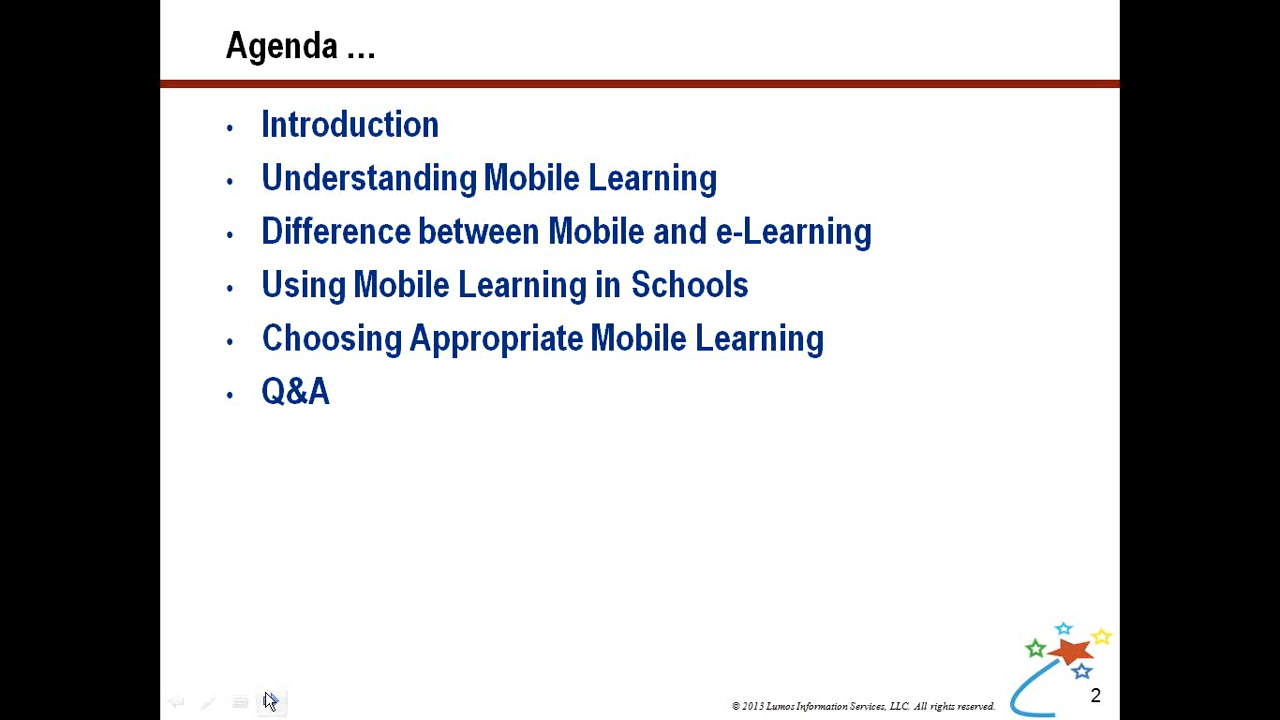 Agenda ...
• Introduction
• Understanding Mobile Learning
• Difference between Mobile and e-Learning
• Using Mobile Learning in Schools
• Choosing Appropriate Mobile Learning
• Q&A
© 2013 Lumos Information Services, LLC. All rights reserved.
2